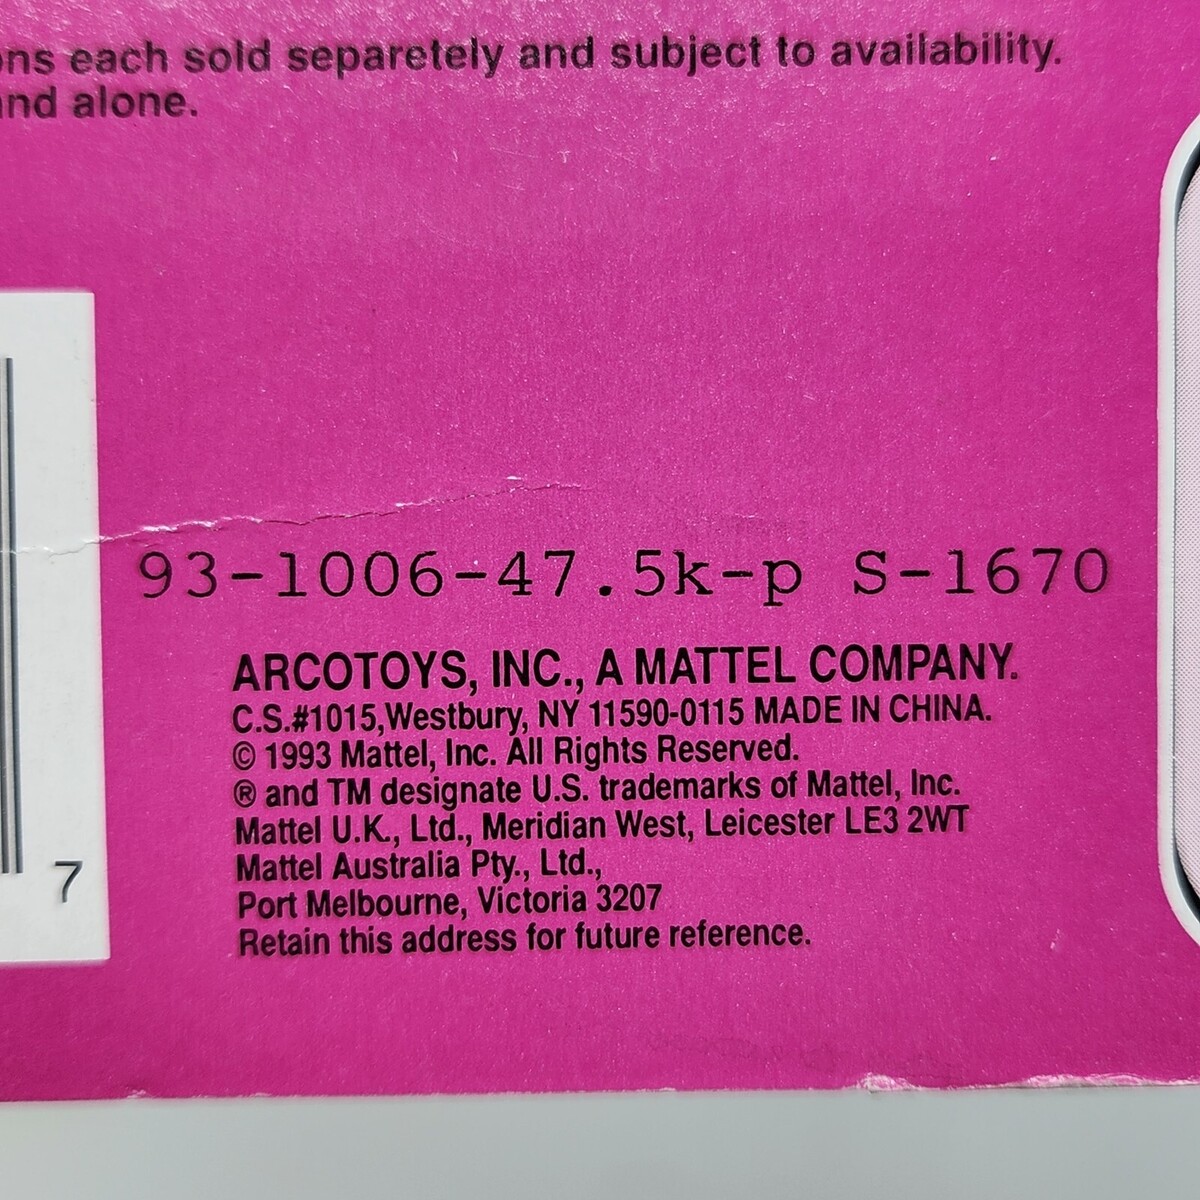 ons each sold separetely and subject to availability.
and alone.
93-1006-47.5k-p S-1670
ARCOTOYS, INC., A MATTEL COMPANY.
C.S.#1015,Westbury, NY 11590-0115 MADE IN CHINA.
© 1993 Mattel, Inc. All Rights Reserved.
® and TM designate U.S. trademarks of Mattel, Inc.
Mattel U.K., Ltd., Meridian West, Leicester LE3 2WT
Mattel Australia Pty., Ltd.,
Port Melbourne, Victoria 3207
Retain this address for future reference.
7